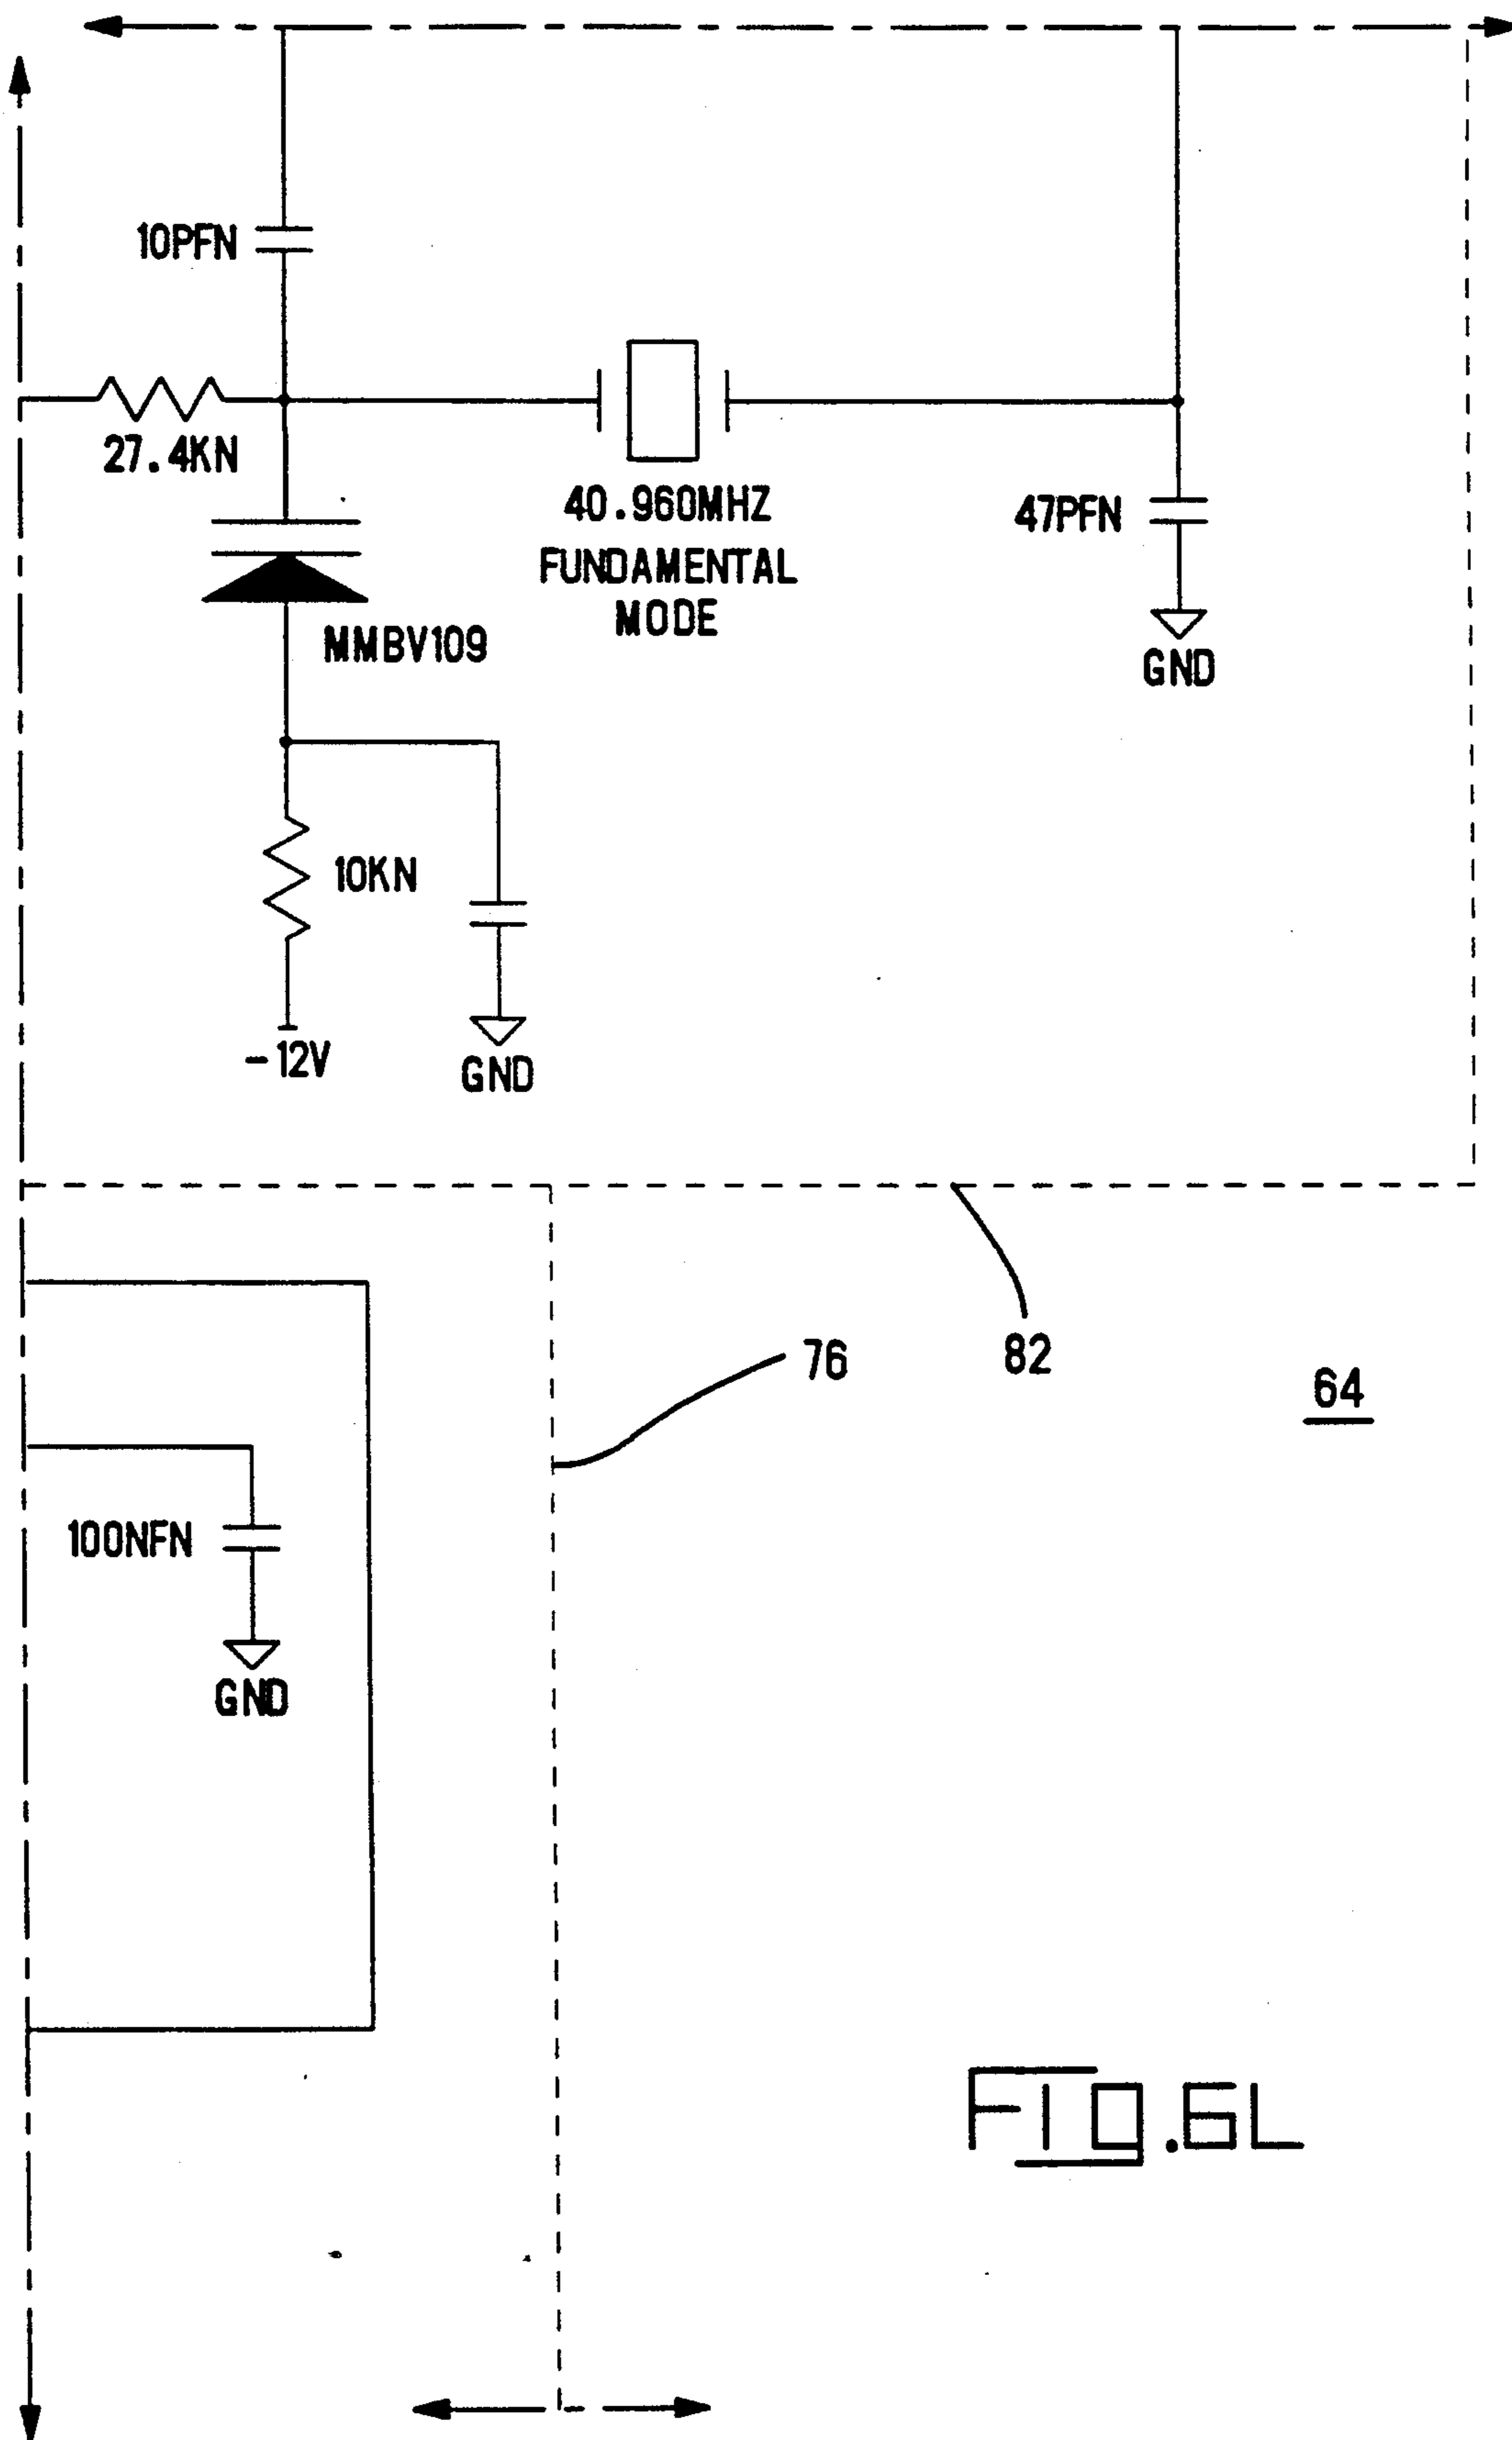 10PFN
27.4KN
40.960MHZ
FUNDAMENTAL
MODE
47PFN
GND
MMBV109
10KN
-12V
GND
76
82
64
100NFN
GND
FIg.6L